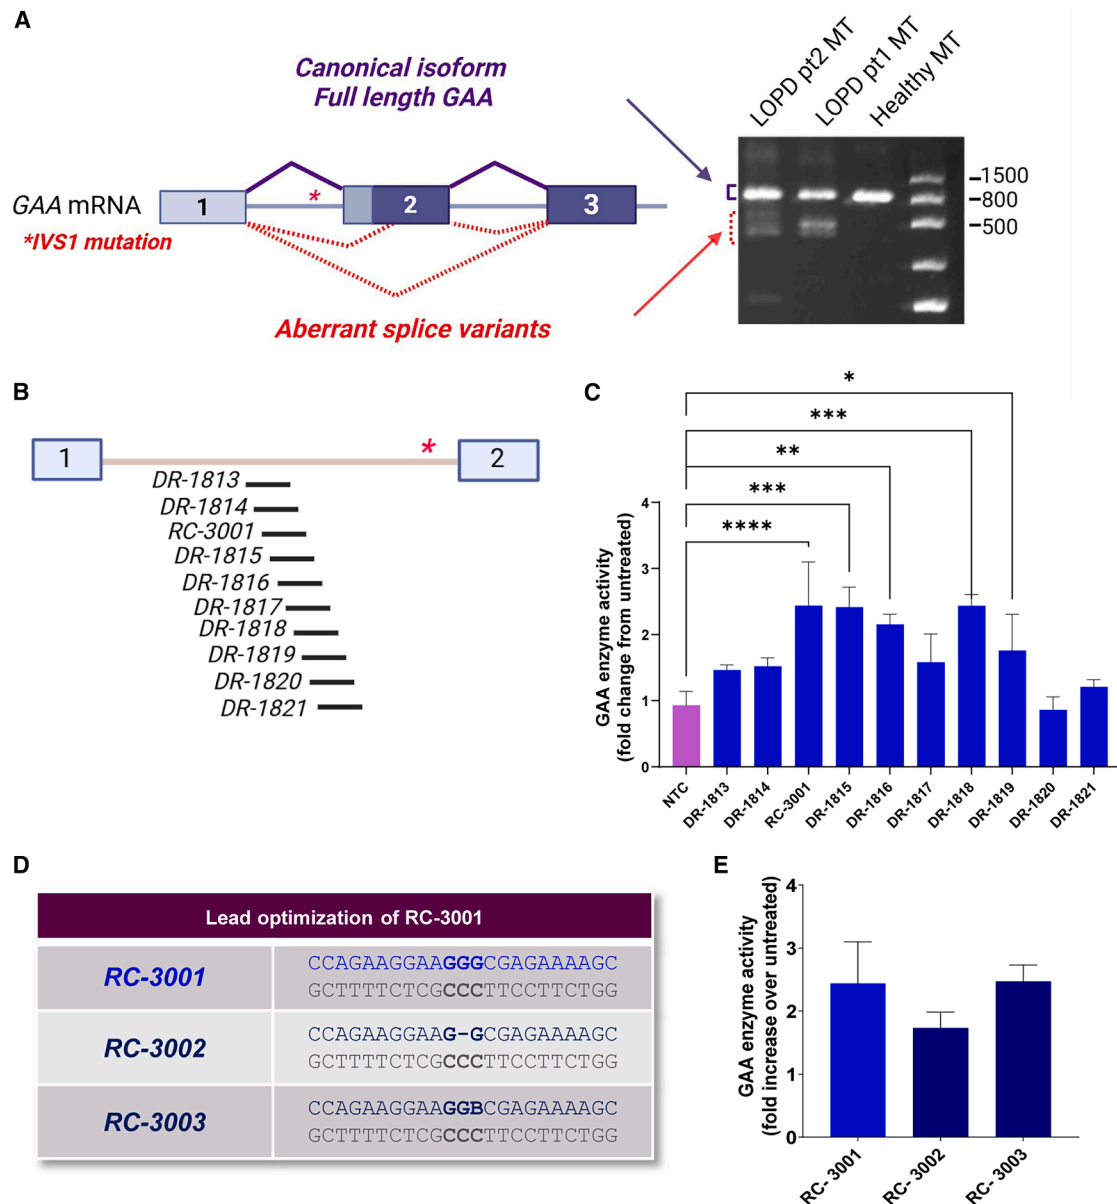 A
Canonical isoform
Full length GAA
LOPD pt2 MT
LOPD pt1 MT
Healthy MT
GAA mRNA
1
*
2
3
*IVS1 mutation
Aberrant splice variants
–1500
–800
–500
B
1
*
2
DR-1813
DR-1814
RC-3001
DR-1815
DR-1816
DR-1817
DR-1818
DR-1819
DR-1820
DR-1821
C
*
***
**
***
****
GAA enzyme activity
(fold change from untreated)
4
3
2
1
0
NTC
DR-1813
DR-1814
RC-3001
DR-1815
DR-1816
DR-1817
DR-1818
DR-1819
DR-1820
DR-1821
D
Lead optimization of RC-3001
RC-3001
CCAGAAGGAAGGGCGAGAAAAGC
GCTTTTCTCGCCCTTCCTTCTGG
RC-3002
CCAGAAGGAAG-GCGAGAAAAGC
GCTTTTCTCGCCCTTCCTTCTGG
RC-3003
CCAGAAGGAAGGBCGAGAAAAGC
GCTTTTCTCGCCCTTCCTTCTGG
E
GAA enzyme activity
(fold increase over untreated)
4
3
2
1
0
RC- 3001
RC- 3002
RC- 3003